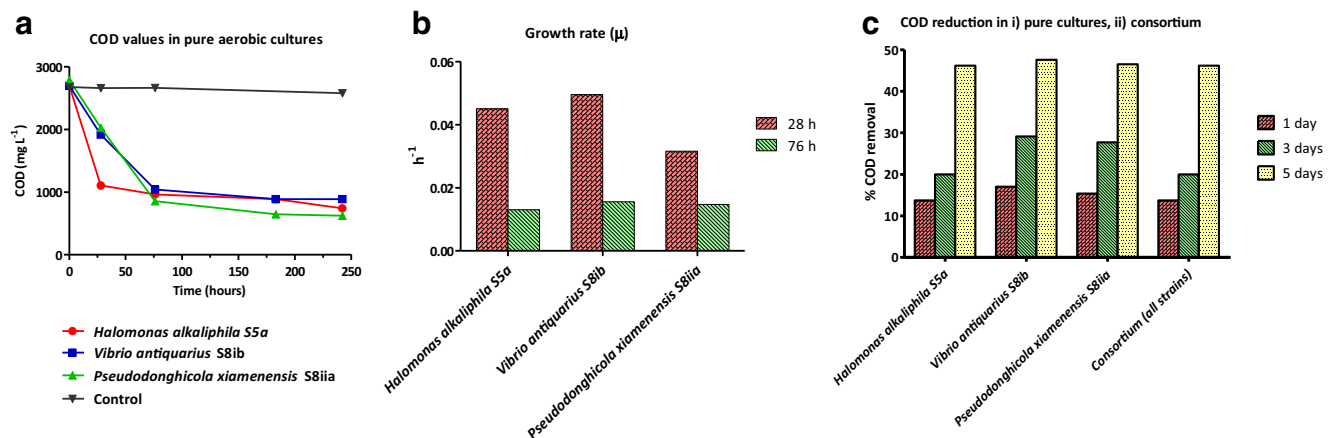 a
COD values in pure aerobic cultures
COD (mg L-1)
3000
2000
1000
0
0 50 100 150 200 250
Time (hours)
Halomonas alkaliphila S5a
Vibrio antiquarius S8ib
Pseudodonghicola xiamenensis S8iia
Control
b
Growth rate (μ)
h-1
0.06
0.04
0.02
0.00
Halomonas alkaliphila S5a
Vibrio antiquarius S8ib
Pseudodonghicola xiamenensis S8iia
28 h
76 h
c
COD reduction in i) pure cultures, ii) consortium
% COD removal
50
40
30
20
10
0
Halomonas alkaliphila S5a
Vibrio antiquarius S8ib
Pseudodonghicola xiamenensis S8iia
Consortium (all strains)
1 day
3 days
5 days